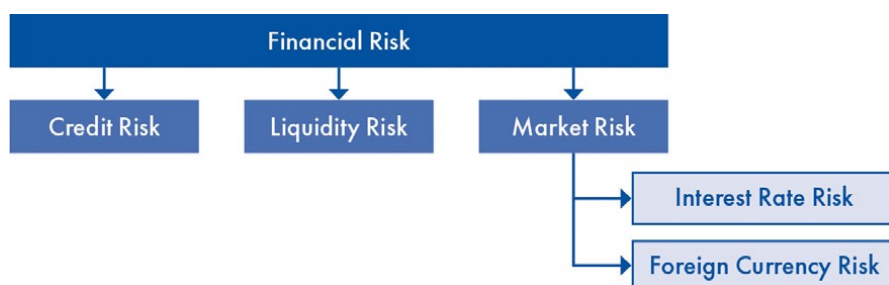 Financial Risk
Credit Risk
Liquidity Risk
Market Risk
Interest Rate Risk
Foreign Currency Risk